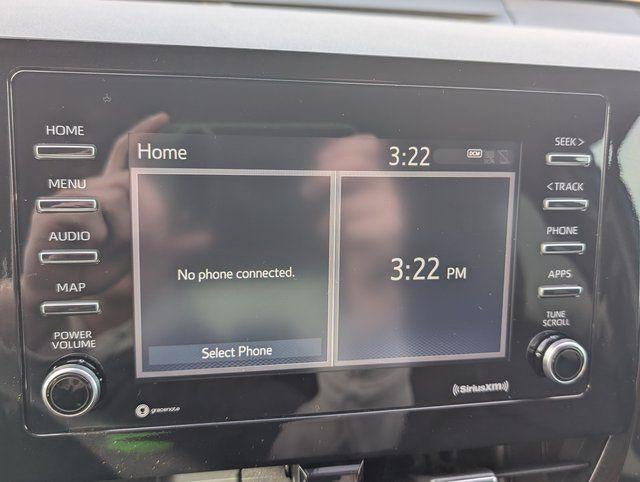 HOME
MENU
AUDIO
MAP
POWER
VOLUME
Home
3:22
DCM
No phone connected.
Select Phone
3:22 PM
SEEK>
<TRACK
PHONE
APPS
TUNE
SCROLL
gracenote
((SiriusXM))